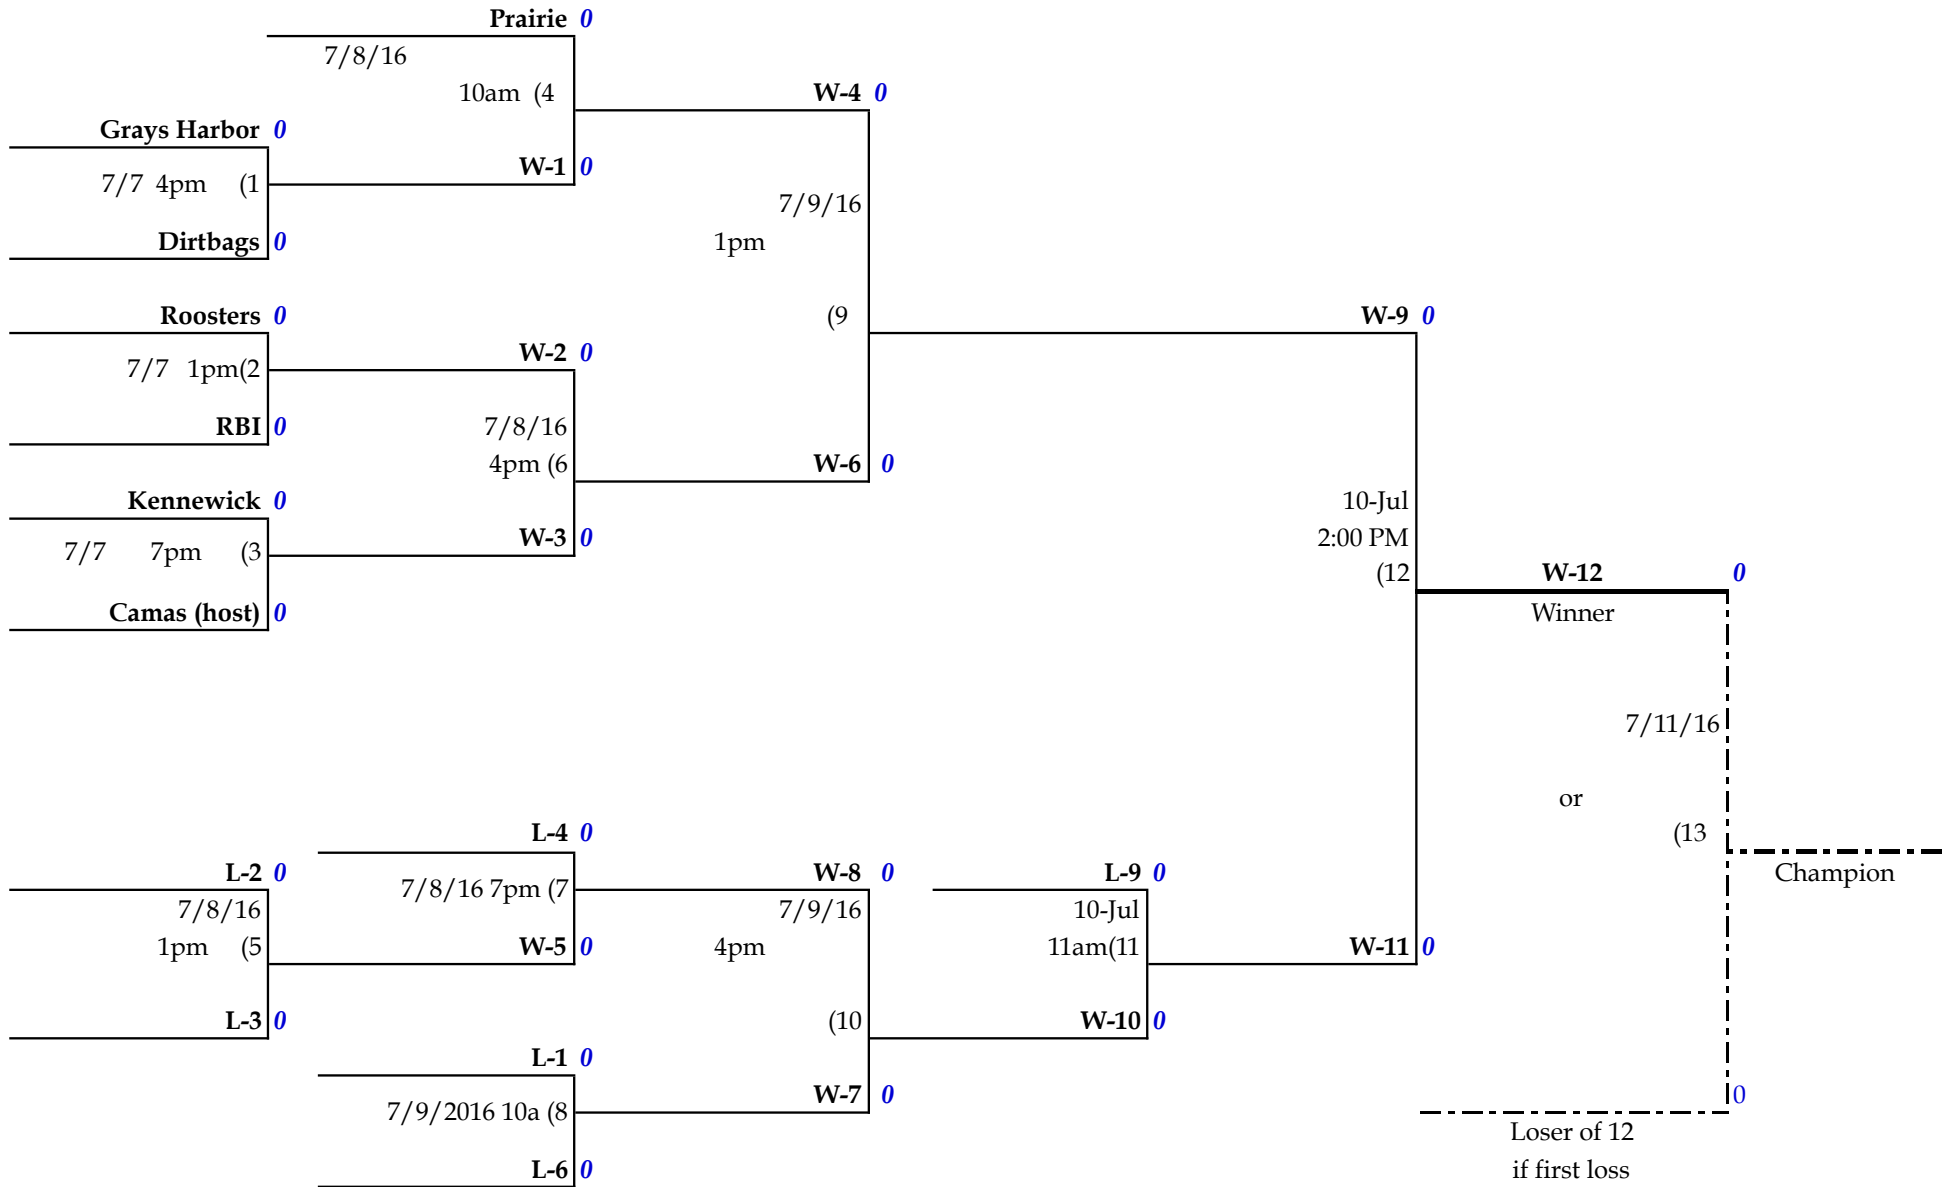 Prairie 0
7/8/16
10am (4
W-4 0
Grays Harbor 0
W-1 0
7/7 4pm (1
7/9/16
Dirtbags 0
1pm
Roosters 0
(9
W-9 0
W-2 0
7/7 1pm(2
RBI 0
7/8/16
4pm (6
W-6 0
Kennewick 0
10-Jul
W-3 0
2:00 PM
7/7 7pm (3
(12
W-12 0
Camas (host) 0
Winner
7/11/16
or
L-4 0
(13
L-2 0
W-8 0
L-9 0
Champion
7/8/16 7pm (7
7/8/16
7/9/16
10-Jul
1pm (5
W-5 0
4pm
11am(11
W-11 0
L-3 0
(10
W-10 0
L-1 0
W-7 0
0
7/9/2016 10a (8
Loser of 12
L-6 0
if first loss